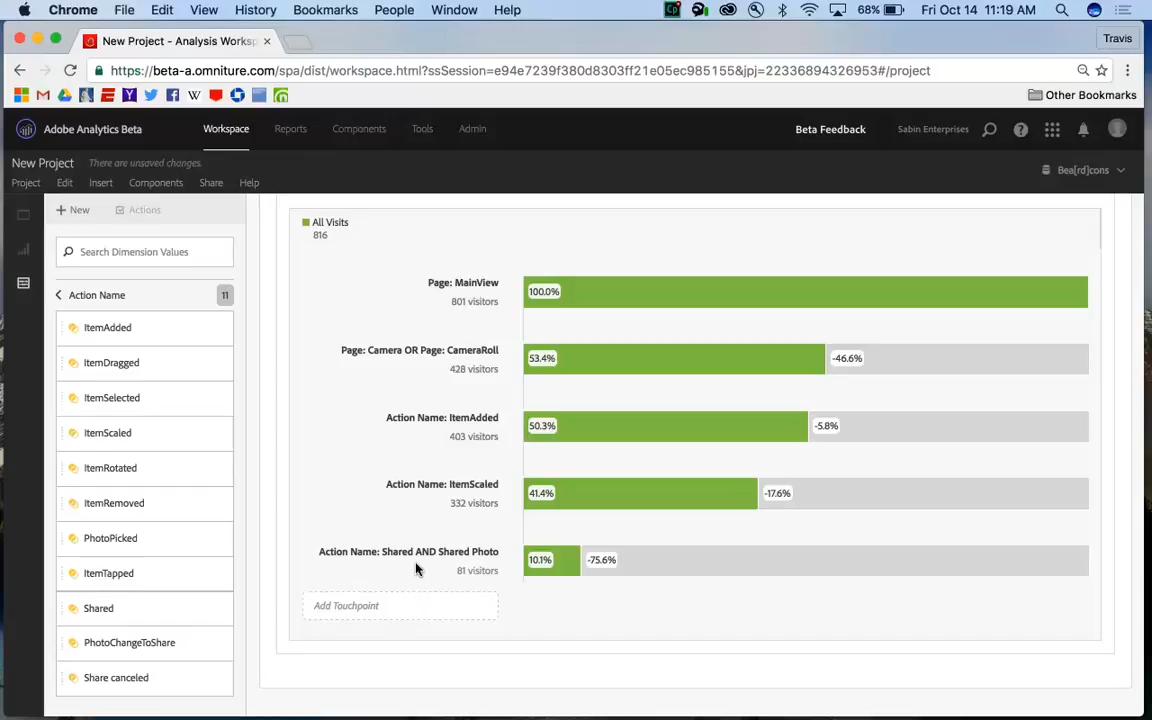 Chrome File Edit View History Bookmarks People Window Help 68% Fri Oct 14 11:19 AM
New Project - Analysis Worksp × Travis
https://beta-a.omniture.com/spa/dist/workspace.html?ssSession=e94e7239f380d8303ff21e05ec985155&jpj=22336894326953#/project
Other Bookmarks
Adobe Analytics Beta Workspace Reports Components Tools Admin Beta Feedback Sabin Enterprises
New Project There are unsaved changes.
Project Edit Insert Components Share Help Bea[rd]cons
+ New Actions
Search Dimension Values
Action Name 11
ItemAdded
ItemDragged
ItemSelected
ItemScaled
ItemRotated
ItemRemoved
PhotoPicked
ItemTapped
Shared
PhotoChangeToShare
Share canceled
All Visits
816
Page: MainView
801 visitors
100.0%
Page: Camera OR Page: CameraRoll
428 visitors
53.4% -46.6%
Action Name: ItemAdded
403 visitors
50.3% -5.8%
Action Name: ItemScaled
332 visitors
41.4% -17.6%
Action Name: Shared AND Shared Photo
81 visitors
10.1% -75.6%
Add Touchpoint